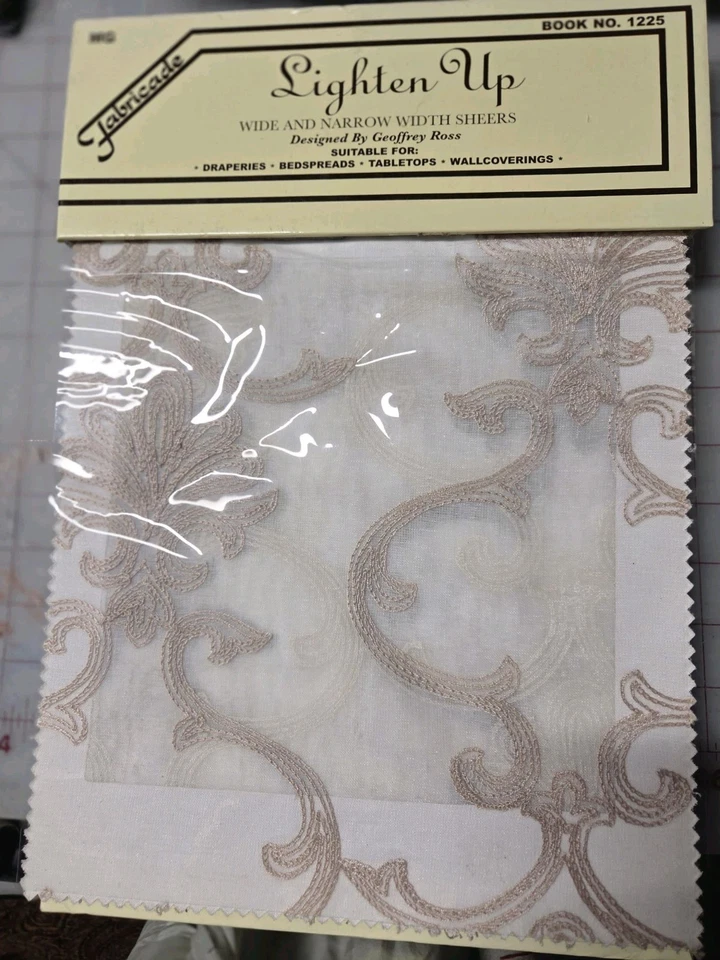 BOOK NO. 1225
Fabricade
Lighten Up
WIDE AND NARROW WIDTH SHEERS
Designed By Geoffrey Ross
SUITABLE FOR:
• DRAPERIES • BEDSPREADS • TABLETOPS • WALLCOVERINGS •
4